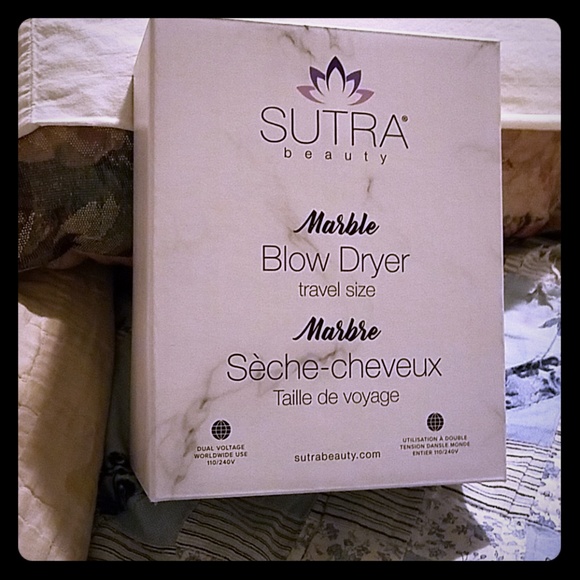 SUTRA®
beauty
Marble
Blow Dryer
travel size
Marbre
Sèche-cheveux
Taille de voyage
DUAL VOLTAGE
WORLDWIDE USE
110/240V
sutrabeauty.com
UTILISATION À DOUBLE
TENSION DANSLE MONDE
ENTIER 110/240V